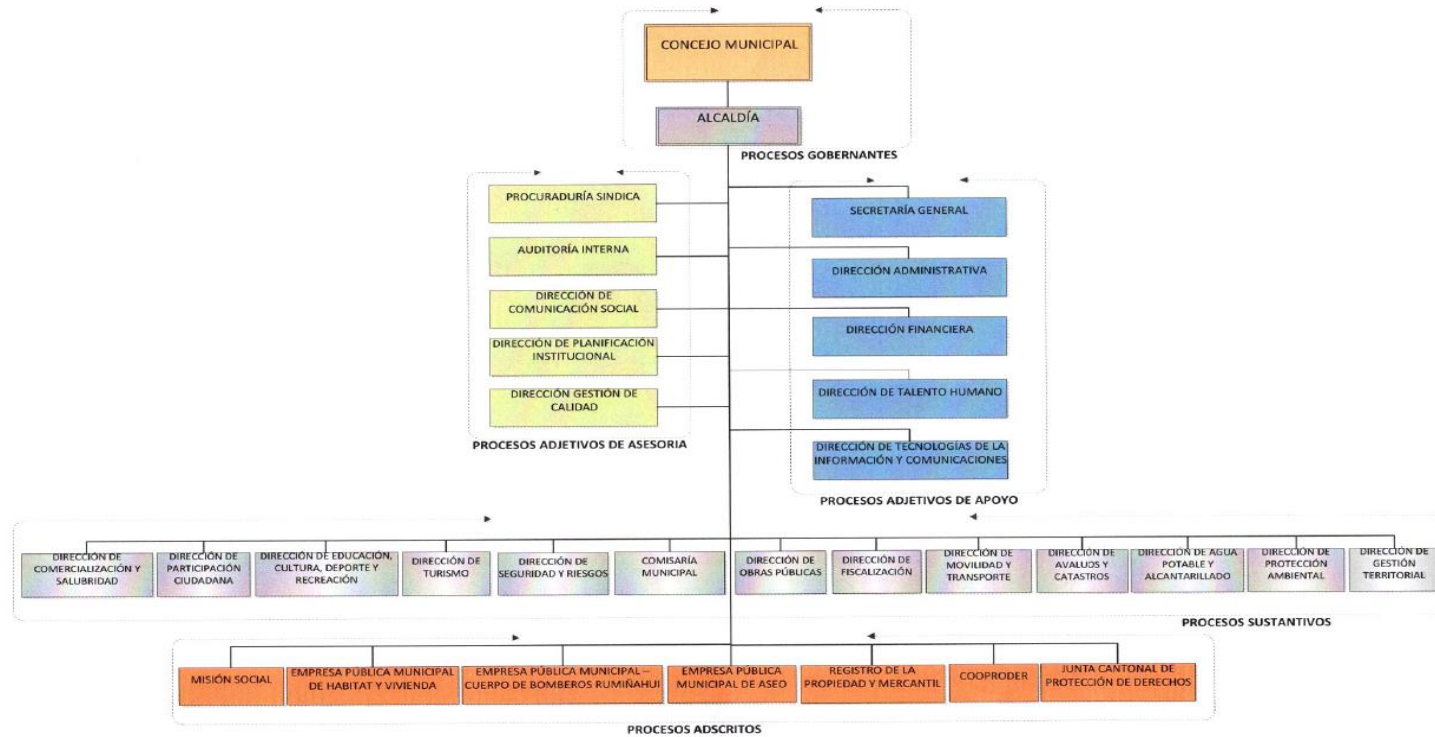 CONCEJO MUNICIPAL
ALCALDÍA
PROCESOS GOBERNANTES
PROCURADURÍA SINDICA
AUDITORÍA INTERNA
DIRECCIÓN DE
COMUNICACIÓN SOCIAL
DIRECCIÓN DE PLANIFICACIÓN
INSTITUCIONAL
DIRECCIÓN GESTIÓN DE
CALIDAD
PROCESOS ADJETIVOS DE ASESORIA
SECRETARÍA GENERAL
DIRECCIÓN ADMINISTRATIVA
DIRECCIÓN FINANCIERA
DIRECCIÓN DE TALENTO HUMANO
DIRECCIÓN DE TECNOLOGÍAS DE LA
INFORMACIÓN Y COMUNICACIONES
PROCESOS ADJETIVOS DE APOYO
DIRECCIÓN DE
COMERCIALIZACIÓN Y
SALUBRIDAD
DIRECCIÓN DE
PARTICIPACIÓN
CIUDADANA
DIRECCIÓN DE EDUCACIÓN,
CULTURA, DEPORTE Y
RECREACIÓN
DIRECCIÓN DE
TURISMO
DIRECCIÓN DE
SEGURIDAD Y RIESGOS
COMISARÍA
MUNICIPAL
DIRECCIÓN DE
OBRAS PÚBLICAS
DIRECCIÓN DE
FISCALIZACIÓN
DIRECCIÓN DE
MOVILIDAD Y
TRANSPORTE
DIRECCIÓN DE
AVALUOS Y
CATASTROS
DIRECCIÓN DE AGUA
POTABLE Y
ALCANTARILLADO
DIRECCIÓN DE
PROTECCIÓN
AMBIENTAL
DIRECCIÓN DE
GESTIÓN
TERRITORIAL
PROCESOS SUSTANTIVOS
MISIÓN SOCIAL
EMPRESA PÚBLICA MUNICIPAL
DE HABITAT Y VIVIENDA
EMPRESA PÚBLICA MUNICIPAL –
CUERPO DE BOMBEROS RUMIÑAHUI
EMPRESA PÚBLICA
MUNICIPAL DE ASEO
REGISTRO DE LA
PROPIEDAD Y MERCANTIL
COOPRODER
JUNTA CANTONAL DE
PROTECCIÓN DE DERECHOS
PROCESOS ADSCRITOS